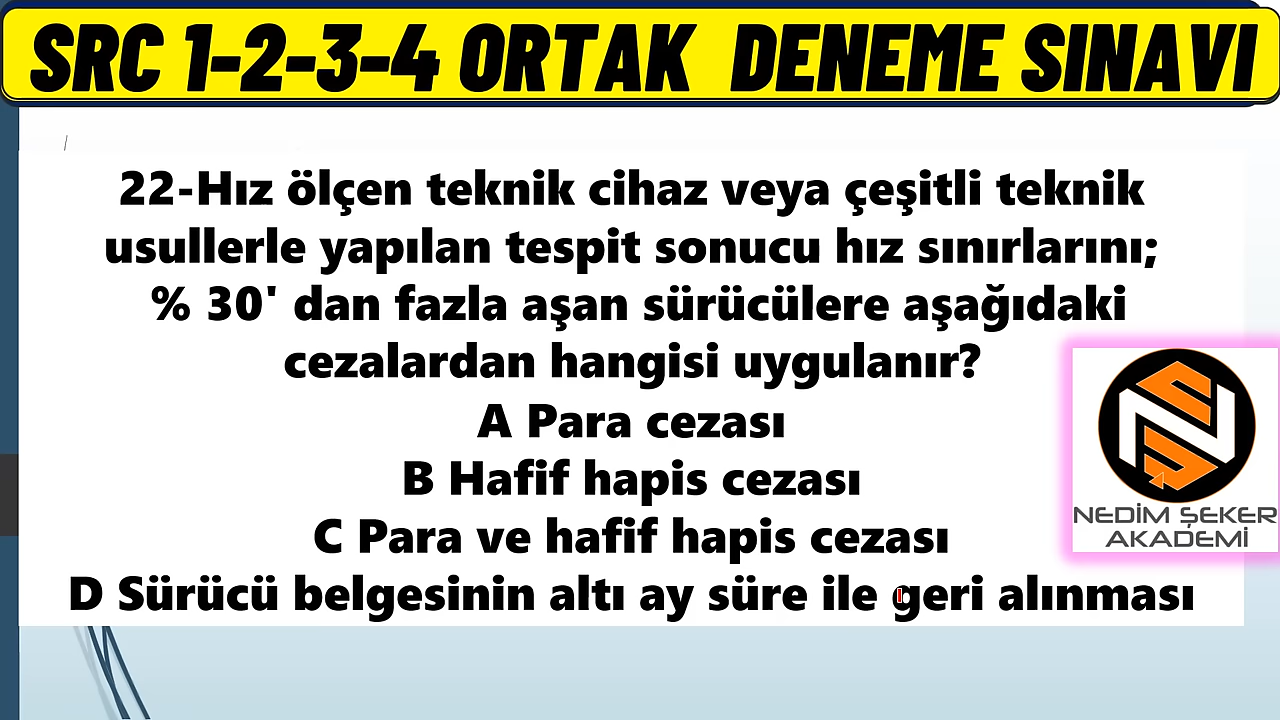 SRC 1-2-3-4 ORTAK DENEME SINAVI
22-Hız ölçen teknik cihaz veya çeşitli teknik
usullerle yapılan tespit sonucu hız sınırlarını;
% 30' dan fazla aşan sürücülere aşağıdaki
cezalardan hangisi uygulanır?
A Para cezası
B Hafif hapis cezası
C Para ve hafif hapis cezası
D Sürücü belgesinin altı ay süre ile geri alınması
NEDİM ŞEKER
AKADEMİ